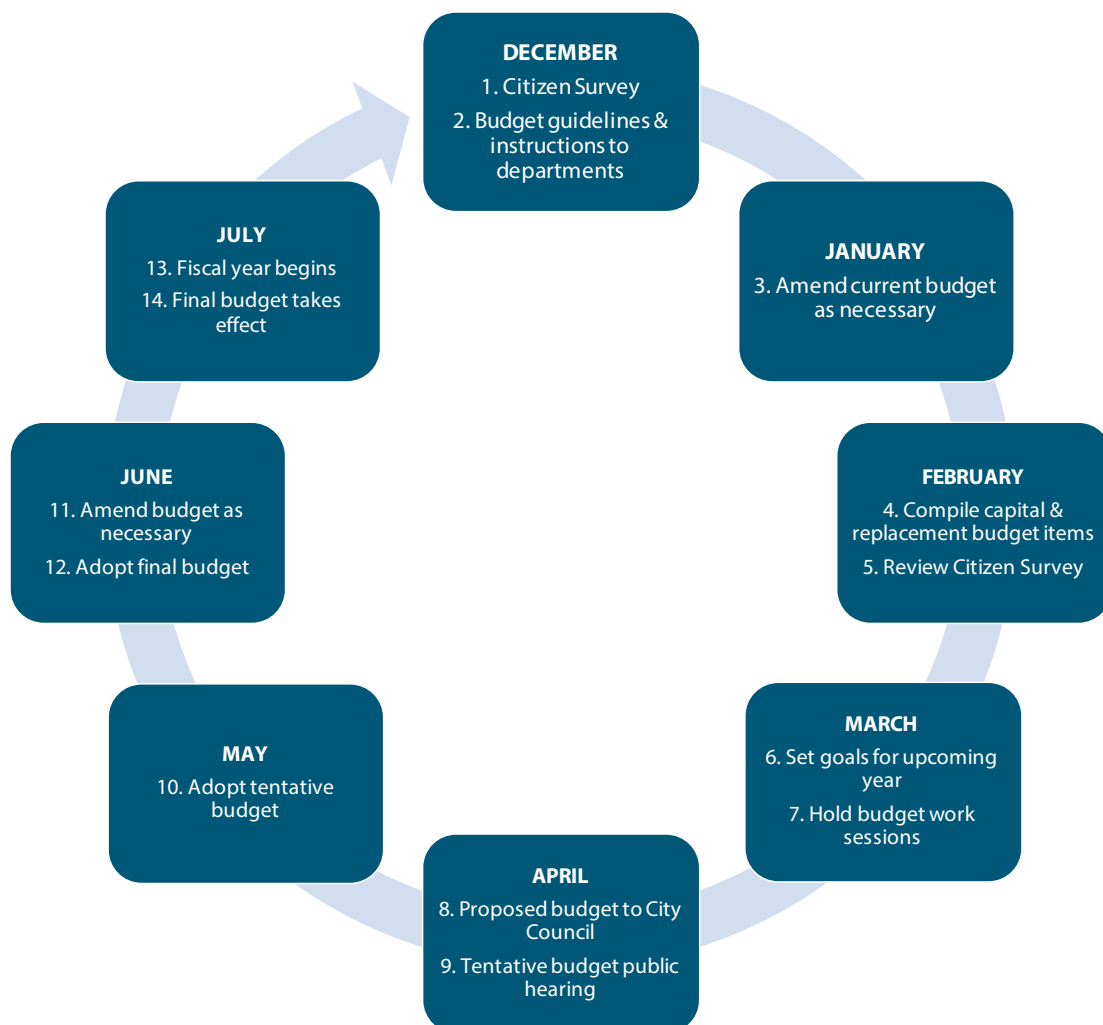 DECEMBER
1. Citizen Survey
2. Budget guidelines &
instructions to
departments
JANUARY
3. Amend current budget
as necessary
FEBRUARY
4. Compile capital &
replacement budget items
5. Review Citizen Survey
MARCH
6. Set goals for upcoming
year
7. Hold budget work
sessions
APRIL
8. Proposed budget to City
Council
9. Tentative budget public
hearing
MAY
10. Adopt tentative
budget
JUNE
11. Amend budget as
necessary
12. Adopt final budget
JULY
13. Fiscal year begins
14. Final budget takes
effect